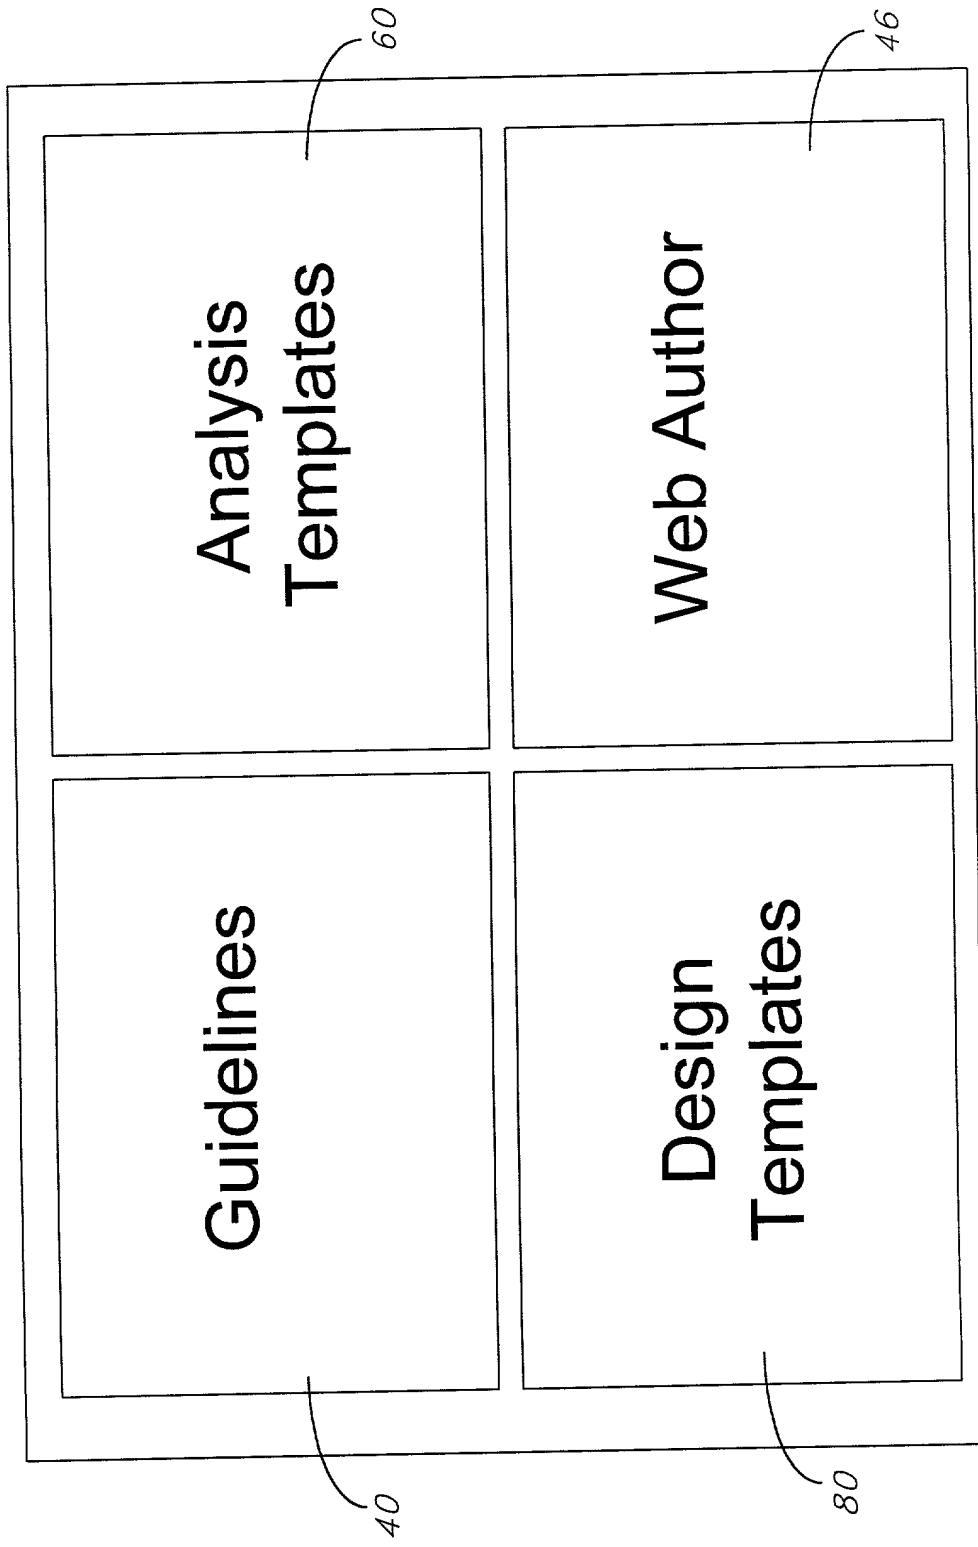 40
Guidelines
Analysis
Templates
60
80
Design
Templates
Web Author
46